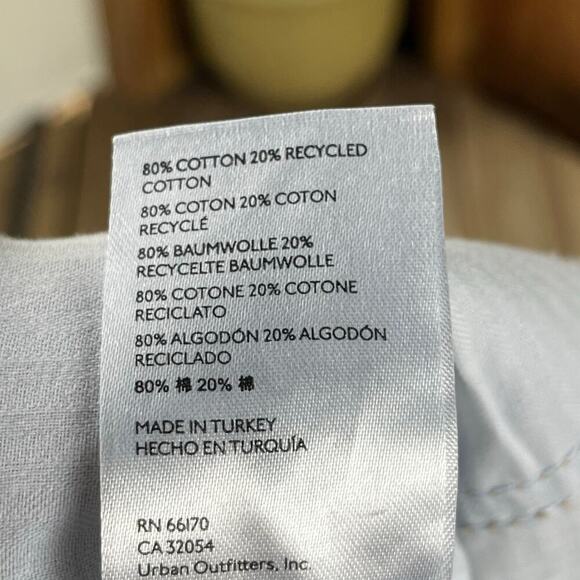 80% COTTON 20% RECYCLED
COTTON
80% COTON 20% COTON
RECYCLÉ
80% BAUMWOLLE 20%
RECYCELTE BAUMWOLLE
80% COTONE 20% COTONE
RECICLATO
80% ALGODÓN 20% ALGODÓN
RECICLADO
80% 棉 20% 棉
MADE IN TURKEY
HECHO EN TURQUÍA
RN 66170
CA 32054
Urban Outfitters, Inc.